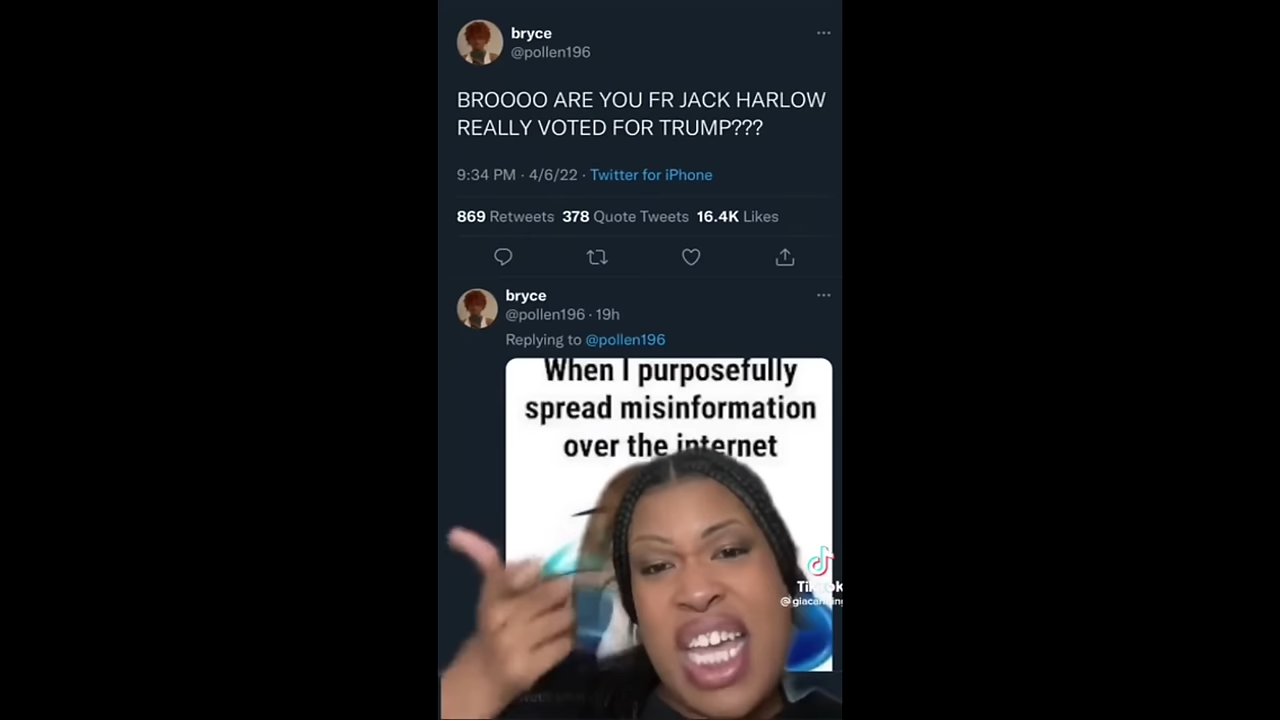 bryce
@pollen196
BROOOO ARE YOU FR JACK HARLOW
REALLY VOTED FOR TRUMP???
9:34 PM · 4/6/22 · Twitter for iPhone
869 Retweets 378 Quote Tweets 16.4K Likes
bryce
@pollen196 · 19h
Replying to @pollen196
When I purposefully
spread misinformation
over the internet
TikTok